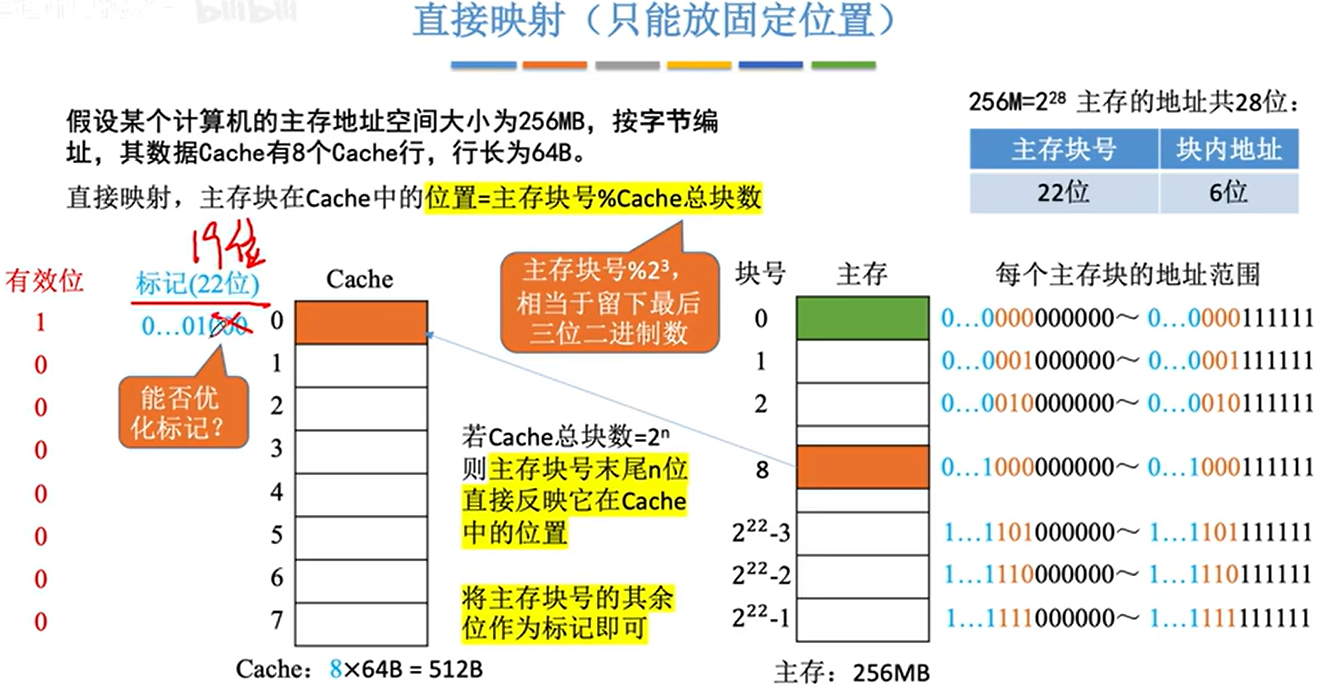 bilibili
直接映射（只能放固定位置）
假设某个计算机的主存地址空间大小为256MB，按字节编
址，其数据Cache有8个Cache行，行长为64B。
直接映射，主存块在Cache中的位置=主存块号%Cache总块数
256M=2²⁸ 主存的地址共28位：
主存块号 块内地址
22位 6位
19位
有效位 标记(22位) Cache
1 0…01000 0
0 1
0 2
0 3
0 4
0 5
0 6
0 7
能否优
化标记？
Cache：8×64B = 512B
主存块号%2³，
相当于留下最后
三位二进制数
若Cache总块数=2ⁿ
则主存块号末尾n位
直接反映它在Cache
中的位置
将主存块号的其余
位作为标记即可
块号 主存 每个主存块的地址范围
0 0…0000000000～ 0…0000111111
1 0…0001000000～ 0…0001111111
2 0…0010000000～ 0…0010111111
8 0…1000000000～ 0…1000111111
2²²-3 1…1101000000～ 1…1101111111
2²²-2 1…1110000000～ 1…1110111111
2²²-1 1…1111000000～ 1…1111111111
主存：256MB